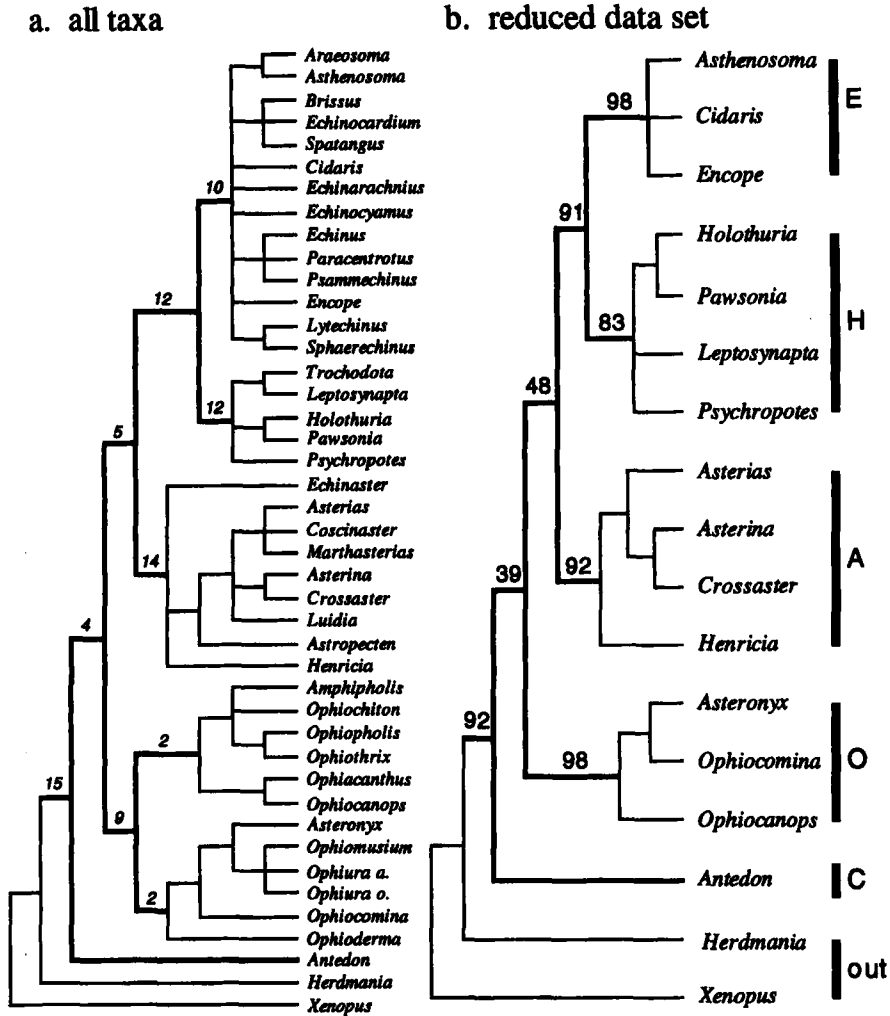 a. all taxa
Araeosoma
Asthenosoma
Brissus
Echinocardium
Spatangus
Cidaris
10
Echinarachnius
Echinocyamus
Echinus
Paracentrotus
Psammechinus
12
Encope
Lytechinus
Sphaerechinus
Trochodota
Leptosynapta
12
Holothuria
Pawsonia
5
Psychropotes
Echinaster
Asterias
Coscinaster
Marthasterias
14
Asterina
Crossaster
4
Luidia
Astropecten
Henricia
Amphipholis
Ophiochiton
2
Ophiopholis
Ophiothrix
15
Ophiacanthus
Ophiocanops
9
Asteronyx
Ophiomusium
Ophiura a.
2
Ophiura o.
Ophiocomina
Ophioderma
Antedon
Herdmania
Xenopus
b. reduced data set
Asthenosoma
98
E
Cidaris
Encope
91
Holothuria
Pawsonia
83
H
Leptosynapta
48
Psychropotes
Asterias
Asterina
A
39
92
Crossaster
Henricia
92
Asteronyx
98
Ophiocomina
O
Ophiocanops
Antedon
C
Herdmania
out
Xenopus